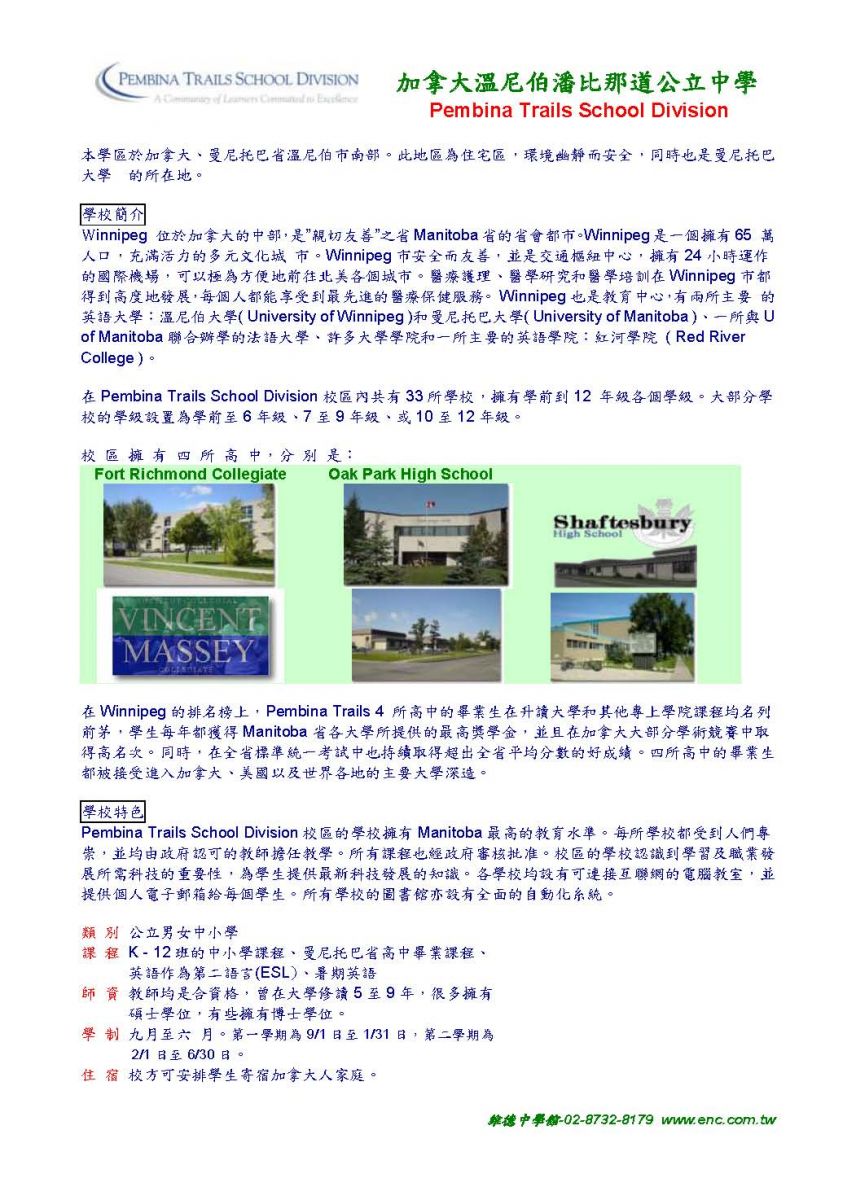 PEMBINA TRAILS SCHOOL DIVISION
A Community of Learners Committed to Excellence
加拿大溫尼伯潘比那道公立中學
Pembina Trails School Division
本學區於加拿大、曼尼托巴省溫尼伯市南部。此地區為住宅區，環境幽靜而安全，同時也是曼尼托巴
大學 的所在地。
學校簡介
Winnipeg 位於加拿大的中部，是"親切友善"之省 Manitoba 省的省會都市。Winnipeg 是一個擁有 65 萬
人口，充滿活力的多元文化城 市。Winnipeg 市安全而友善，並是交通樞紐中心，擁有 24 小時運作
的國際機場，可以極為方便地前往北美各個城市。醫療護理、醫學研究和醫學培訓在 Winnipeg 市都
得到高度地發展，每個人都能享受到最先進的醫療保健服務。 Winnipeg 也是教育中心，有兩所主要 的
英語大學：溫尼伯大學( University of Winnipeg )和曼尼托巴大學( University of Manitoba )、一所與 U
of Manitoba 聯合辦學的法語大學、許多大學學院和一所主要的英語學院：紅河學院 ( Red River
College )。
在 Pembina Trails School Division 校區內共有 33 所學校，擁有學前到 12 年級各個學級。大部分學
校的學級設置為學前至 6 年級、7 至 9 年級、或 10 至 12 年級。
校 區 擁 有 四 所 高 中，分 別 是：
Fort Richmond Collegiate Oak Park High School
Shaftesbury
High School
INSTITUT COLLEGIAL
VINCENT
MASSEY
COLLEGIATE
在 Winnipeg 的排名榜上，Pembina Trails 4 所高中的畢業生在升讀大學和其他專上學院課程均名列
前茅，學生每年都獲得 Manitoba 省各大學所提供的最高獎學金，並且在加拿大大部分學術競賽中取
得高名次。同時，在全省標準統一考試中也持續取得超出全省平均分數的好成績。四所高中的畢業生
都被接受進入加拿大、美國以及世界各地的主要大學深造。
學校特色
Pembina Trails School Division 校區的學校擁有 Manitoba 最高的教育水準。每所學校都受到人們尊
崇，並均由政府認可的教師擔任教學。所有課程也經政府審核批准。校區的學校認識到學習及職業發
展所需科技的重要性，為學生提供最新科技發展的知識。各學校均設有可連接互聯網的電腦教室，並
提供個人電子郵箱給每個學生。所有學校的圖書館亦設有全面的自動化系統。
類 別 公立男女中小學
課 程 K - 12 班的中小學課程、曼尼托巴省高中畢業課程、
英語作為第二語言(ESL)、暑期英語
師 資 教師均是合資格，曾在大學修讀 5 至 9 年，很多擁有
碩士學位，有些擁有博士學位。
學 制 九月至六 月。第一學期為 9/1 日至 1/31 日，第二學期為
2/1 日至 6/30 日。
住 宿 校方可安排學生寄宿加拿大人家庭。
維德中學館-02-8732-8179 www.enc.com.tw